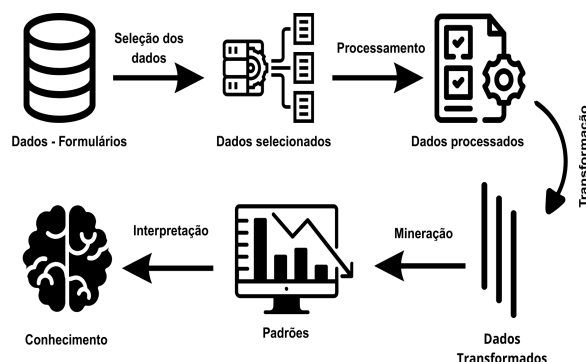 Seleção dos
dados
Processamento
Dados - Formulários
Dados selecionados
Dados processados
Transformação
Interpretação
Mineração
Conhecimento
Padrões
Dados
Transformados